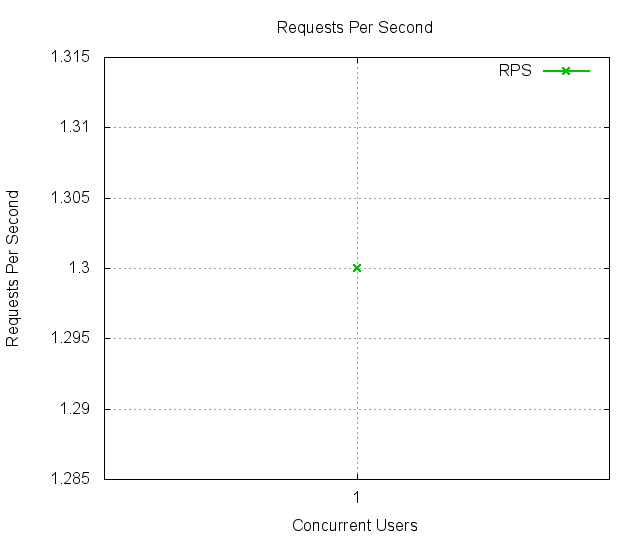 Requests Per Second
1.315
RPS
1.31
1.305
1.3
1.295
1.29
1.285
Requests Per Second
1
Concurrent Users